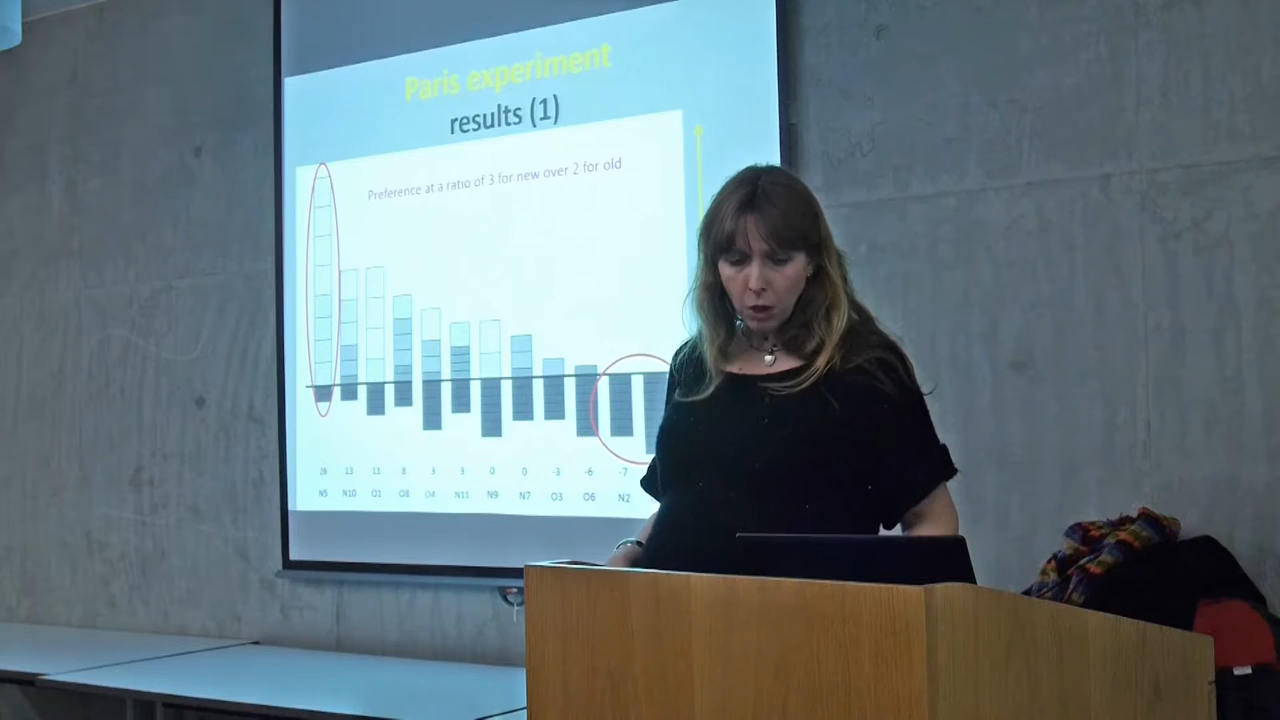 Paris experiment
results (1)
Preference at a ratio of 3 for new over 2 for old
26 13 11 8 3 3 0 0 -3 -6 -7
N5 N10 O1 O8 O4 N11 N9 N7 O3 O6 N2